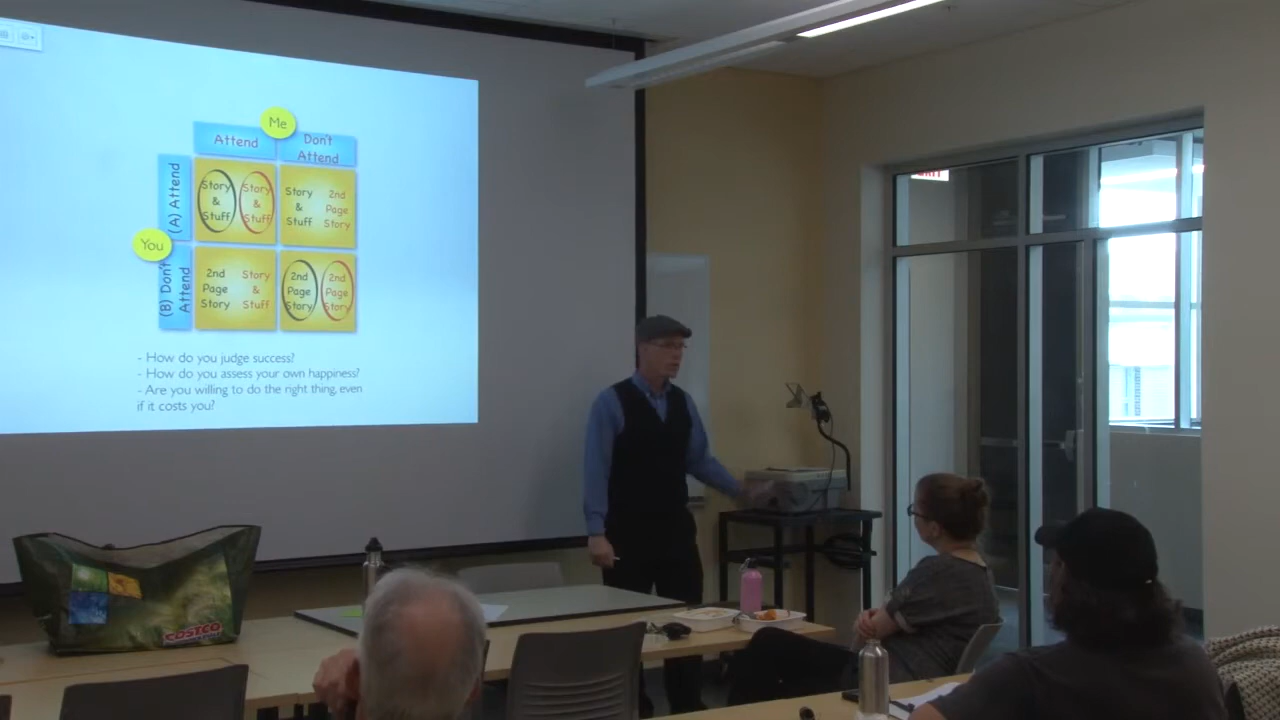 Me
Attend
Don't
Attend
You
(A) Attend
Story
&
Stuff
Story
&
Stuff
Story
&
Stuff
2nd
Page
Story
(B) Don't
Attend
2nd
Page
Story
Story
&
Stuff
2nd
Page
Story
2nd
Page
Story
- How do you judge success?
- How do you assess your own happiness?
- Are you willing to do the right thing, even
if it costs you?
COSTCO